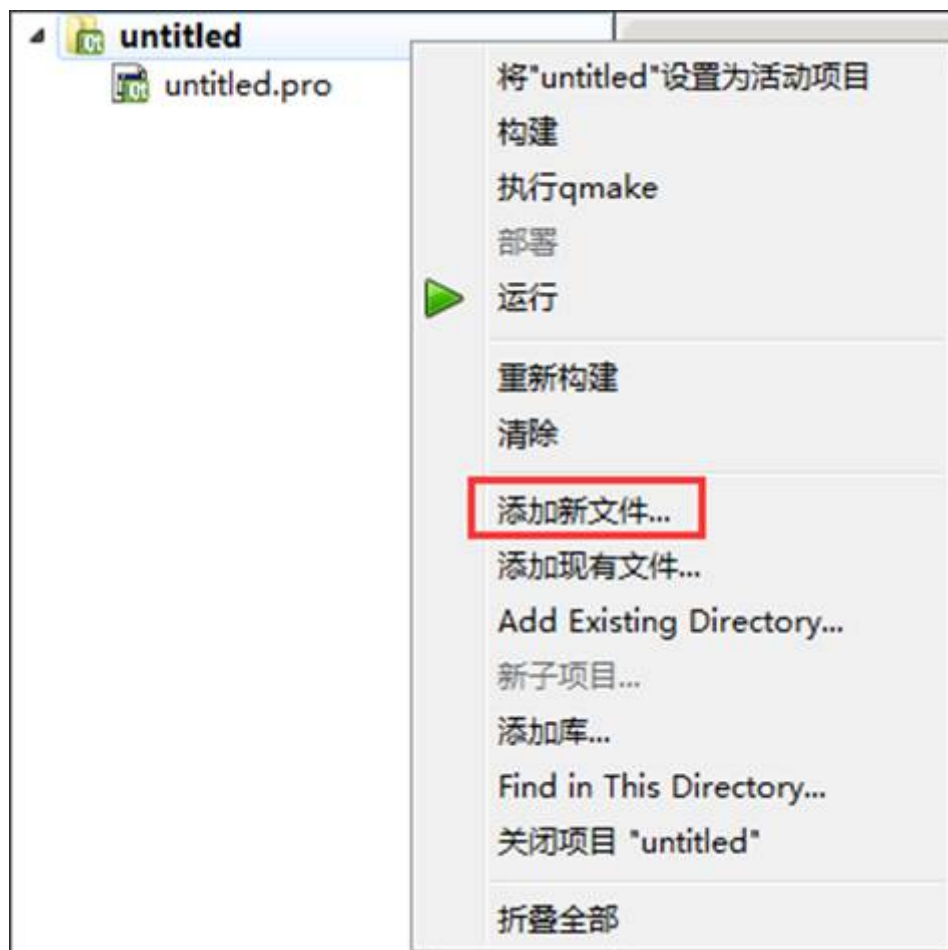 untitled
untitled.pro
将"untitled"设置为活动项目
构建
执行qmake
部署
运行
重新构建
清除
添加新文件...
添加现有文件...
Add Existing Directory...
新子项目...
添加库...
Find in This Directory...
关闭项目 "untitled"
折叠全部